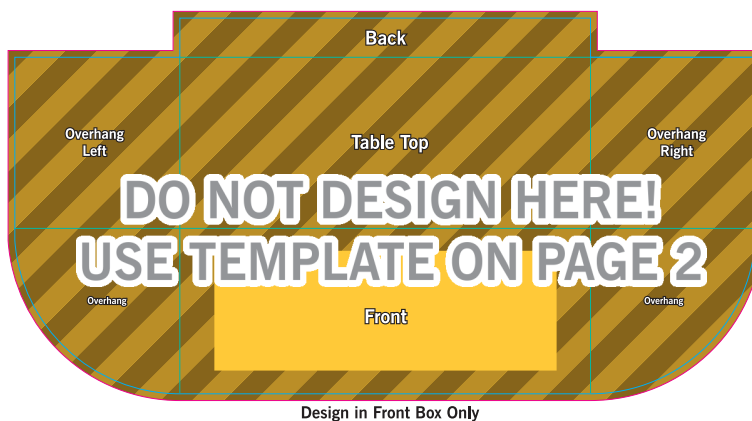 Back
Overhang
Left
Table Top
Overhang
Right
DO NOT DESIGN HERE!
USE TEMPLATE ON PAGE 2
Overhang
Overhang
Front
Design in Front Box Only